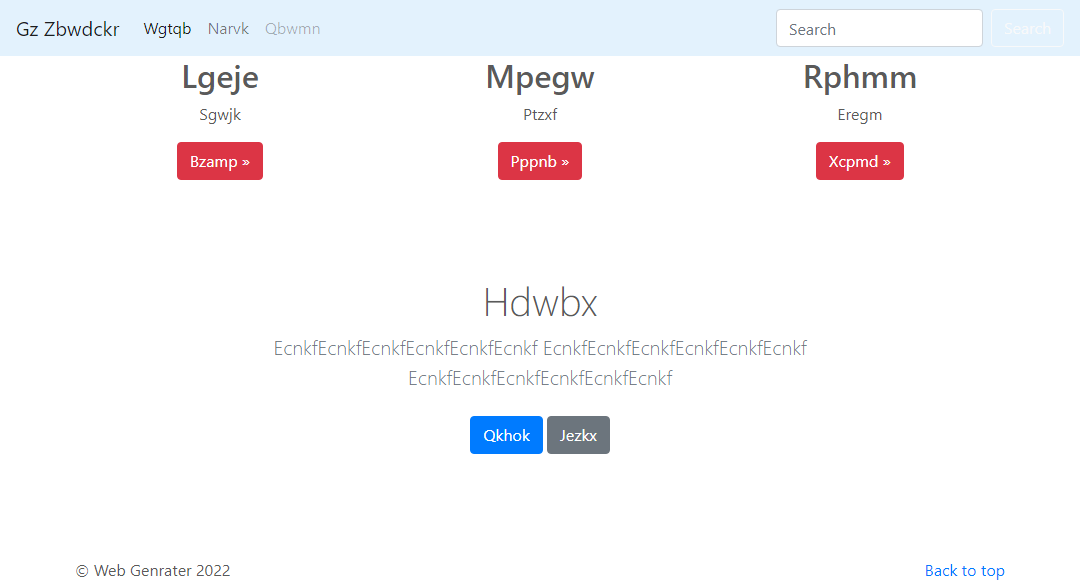 Gz Zbwdckr Wgtqb Narvk Qbwmn Search Search
Lgeje Mpegw Rphmm
Sgwjk Ptzxf Eregm
Bzamp » Pppnb » Xcpmd »
Hdwbx
EcnkfEcnkfEcnkfEcnkfEcnkfEcnkf EcnkfEcnkfEcnkfEcnkfEcnkfEcnkf
EcnkfEcnkfEcnkfEcnkfEcnkfEcnkf
Qkhok Jezkx
© Web Genrater 2022 Back to top